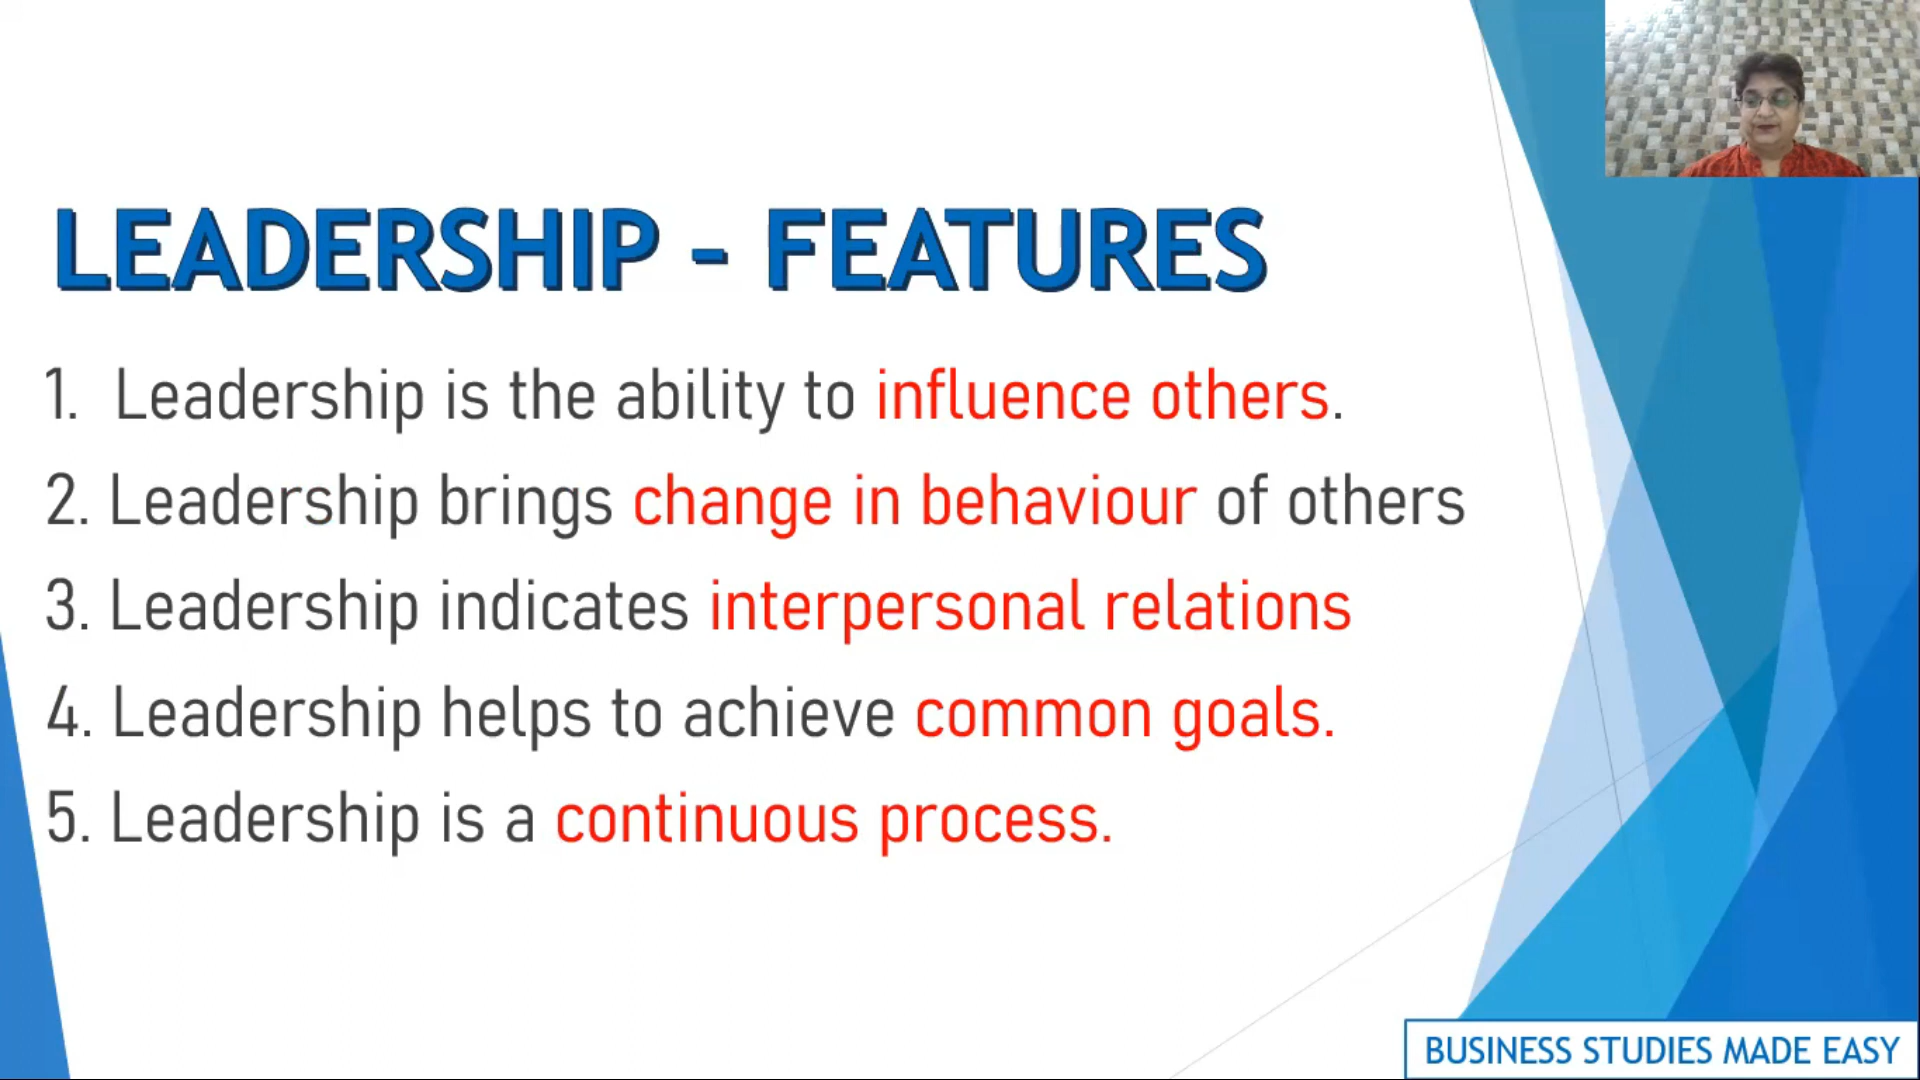 LEADERSHIP - FEATURES
1. Leadership is the ability to influence others.
2. Leadership brings change in behaviour of others
3. Leadership indicates interpersonal relations
4. Leadership helps to achieve common goals.
5. Leadership is a continuous process.
BUSINESS STUDIES MADE EASY